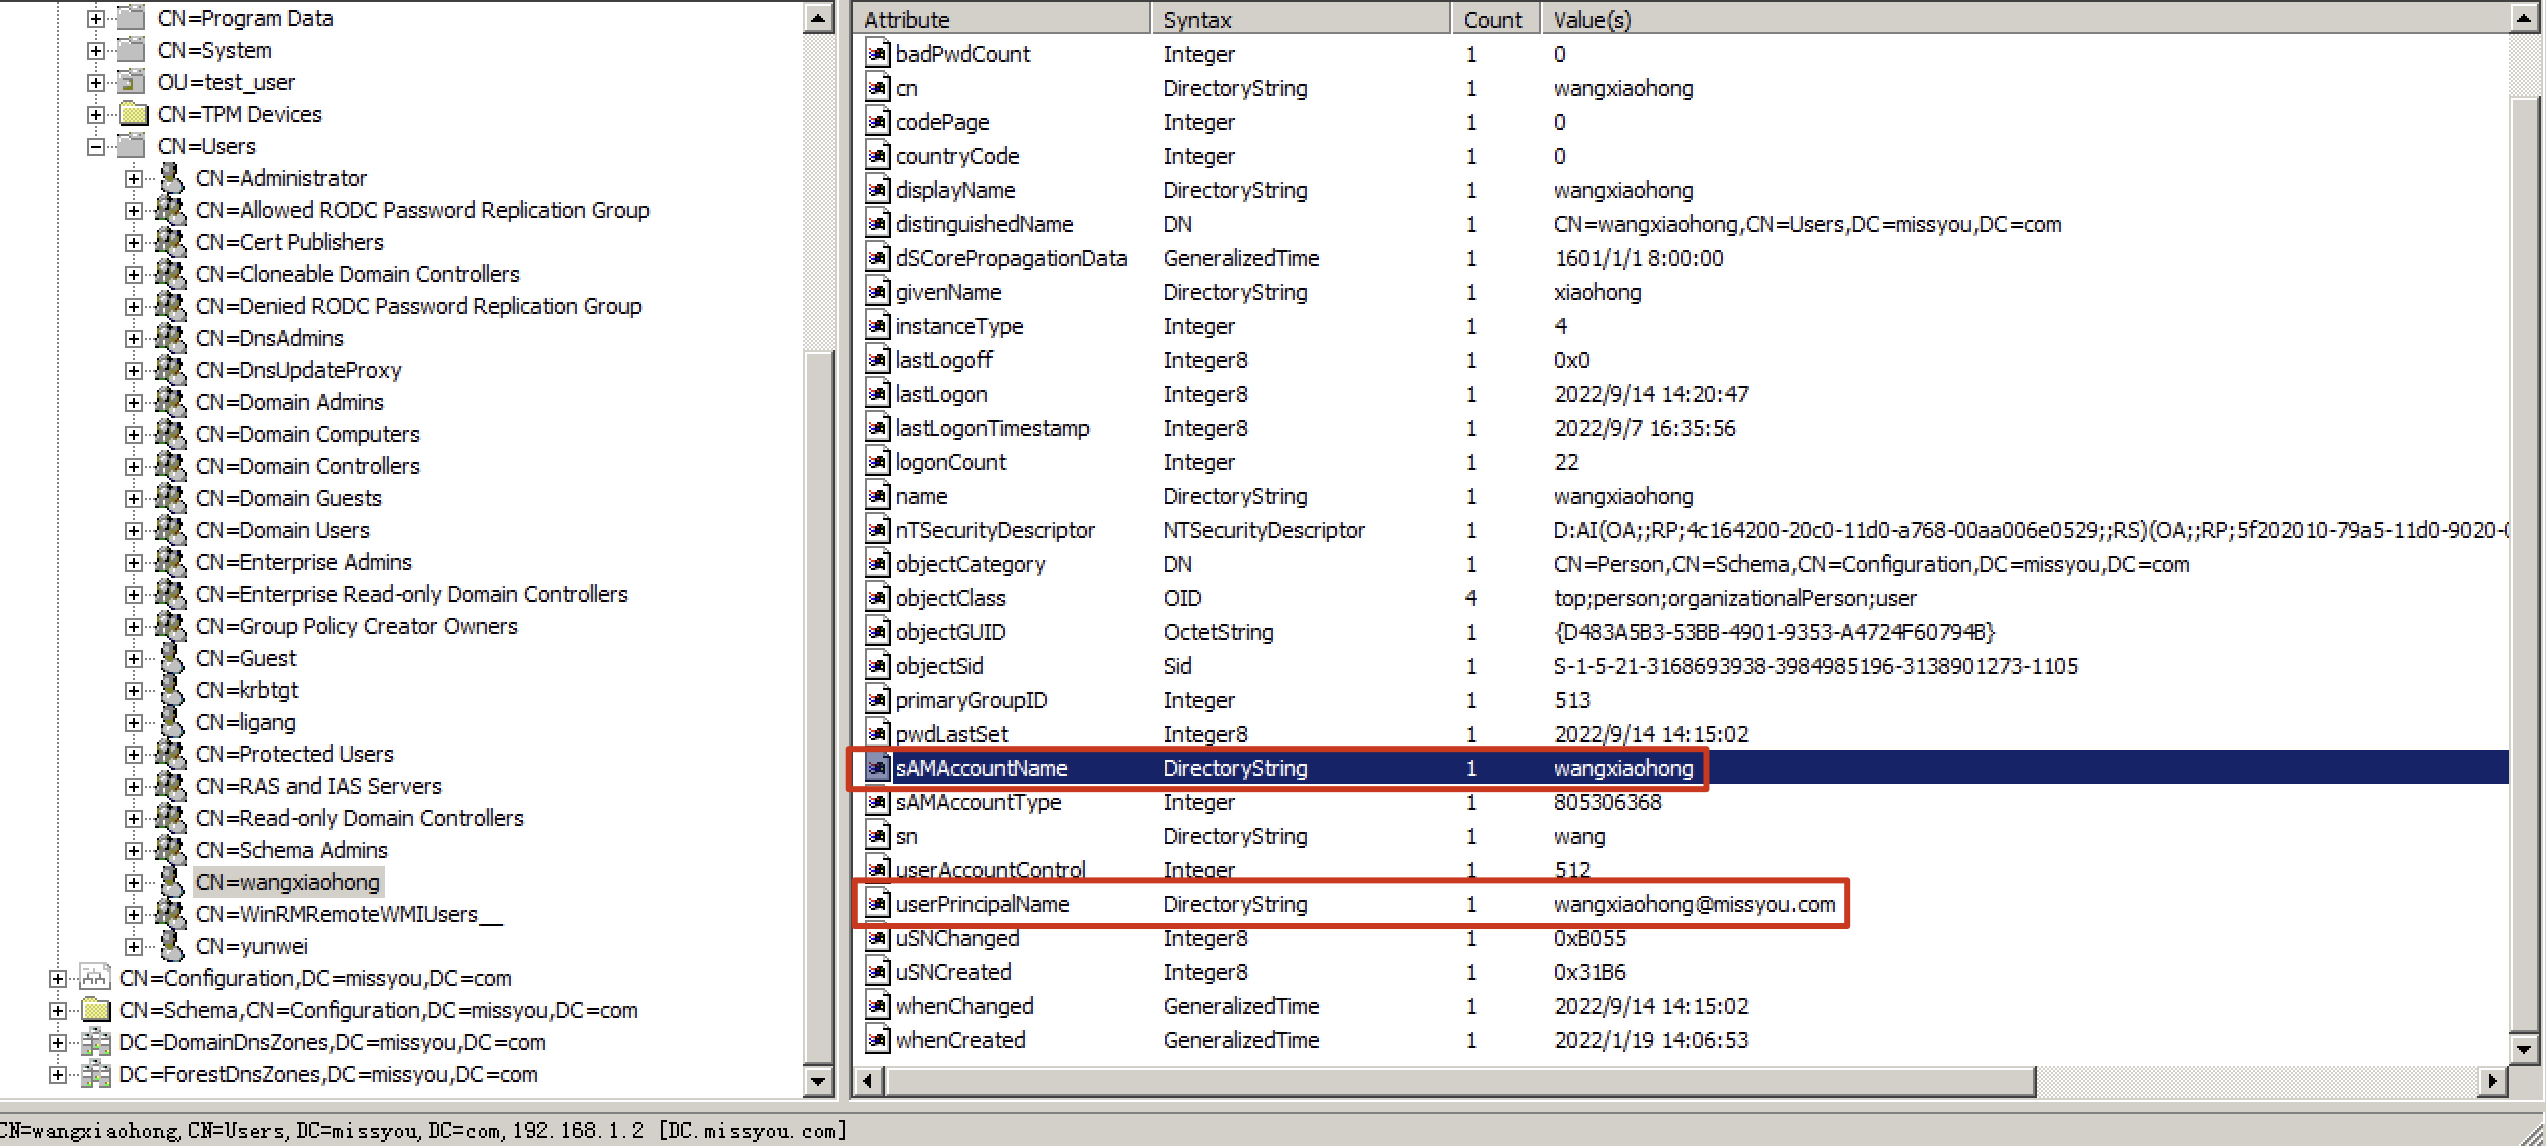 CN=Program Data
CN=System
OU=test_user
CN=TPM Devices
CN=Users
CN=Administrator
CN=Allowed RODC Password Replication Group
CN=Cert Publishers
CN=Cloneable Domain Controllers
CN=Denied RODC Password Replication Group
CN=DnsAdmins
CN=DnsUpdateProxy
CN=Domain Admins
CN=Domain Computers
CN=Domain Controllers
CN=Domain Guests
CN=Domain Users
CN=Enterprise Admins
CN=Enterprise Read-only Domain Controllers
CN=Group Policy Creator Owners
CN=Guest
CN=krbtgt
CN=ligang
CN=Protected Users
CN=RAS and IAS Servers
CN=Read-only Domain Controllers
CN=Schema Admins
CN=wangxiaohong
CN=WinRMRemoteWMIUsers__
CN=yunwei
CN=Configuration,DC=missyou,DC=com
CN=Schema,CN=Configuration,DC=missyou,DC=com
DC=DomainDnsZones,DC=missyou,DC=com
DC=ForestDnsZones,DC=missyou,DC=com
Attribute Syntax Count Value(s)
badPwdCount Integer 1 0
cn DirectoryString 1 wangxiaohong
codePage Integer 1 0
countryCode Integer 1 0
displayName DirectoryString 1 wangxiaohong
distinguishedName DN 1 CN=wangxiaohong,CN=Users,DC=missyou,DC=com
dSCorePropagationData GeneralizedTime 1 1601/1/1 8:00:00
givenName DirectoryString 1 xiaohong
instanceType Integer 1 4
lastLogoff Integer8 1 0x0
lastLogon Integer8 1 2022/9/14 14:20:47
lastLogonTimestamp Integer8 1 2022/9/7 16:35:56
logonCount Integer 1 22
name DirectoryString 1 wangxiaohong
nTSecurityDescriptor NTSecurityDescriptor 1 D:AI(OA;;RP;4c164200-20c0-11d0-a768-00aa006e0529;;RS)(OA;;RP;5f202010-79a5-11d0-9020-
objectCategory DN 1 CN=Person,CN=Schema,CN=Configuration,DC=missyou,DC=com
objectClass OID 4 top;person;organizationalPerson;user
objectGUID OctetString 1 {D483A5B3-53BB-4901-9353-A4724F60794B}
objectSid Sid 1 S-1-5-21-3168693938-3984985196-3138901273-1105
primaryGroupID Integer 1 513
pwdLastSet Integer8 1 2022/9/14 14:15:02
sAMAccountName DirectoryString 1 wangxiaohong
sAMAccountType Integer 1 805306368
sn DirectoryString 1 wang
userAccountControl Integer 1 512
userPrincipalName DirectoryString 1 wangxiaohong@missyou.com
uSNChanged Integer8 1 0xB055
uSNCreated Integer8 1 0x31B6
whenChanged GeneralizedTime 1 2022/9/14 14:15:02
whenCreated GeneralizedTime 1 2022/1/19 14:06:53
CN=wangxiaohong,CN=Users,DC=missyou,DC=com,192.168.1.2 [DC.missyou.com]